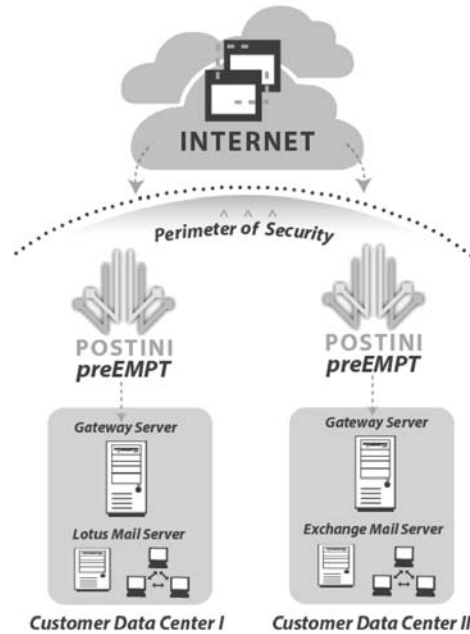 INTERNET
Perimeter of Security
POSTINI
preEMPT
POSTINI
preEMPT
Gateway Server
Lotus Mail Server
Customer Data Center I
Gateway Server
Exchange Mail Server
Customer Data Center II